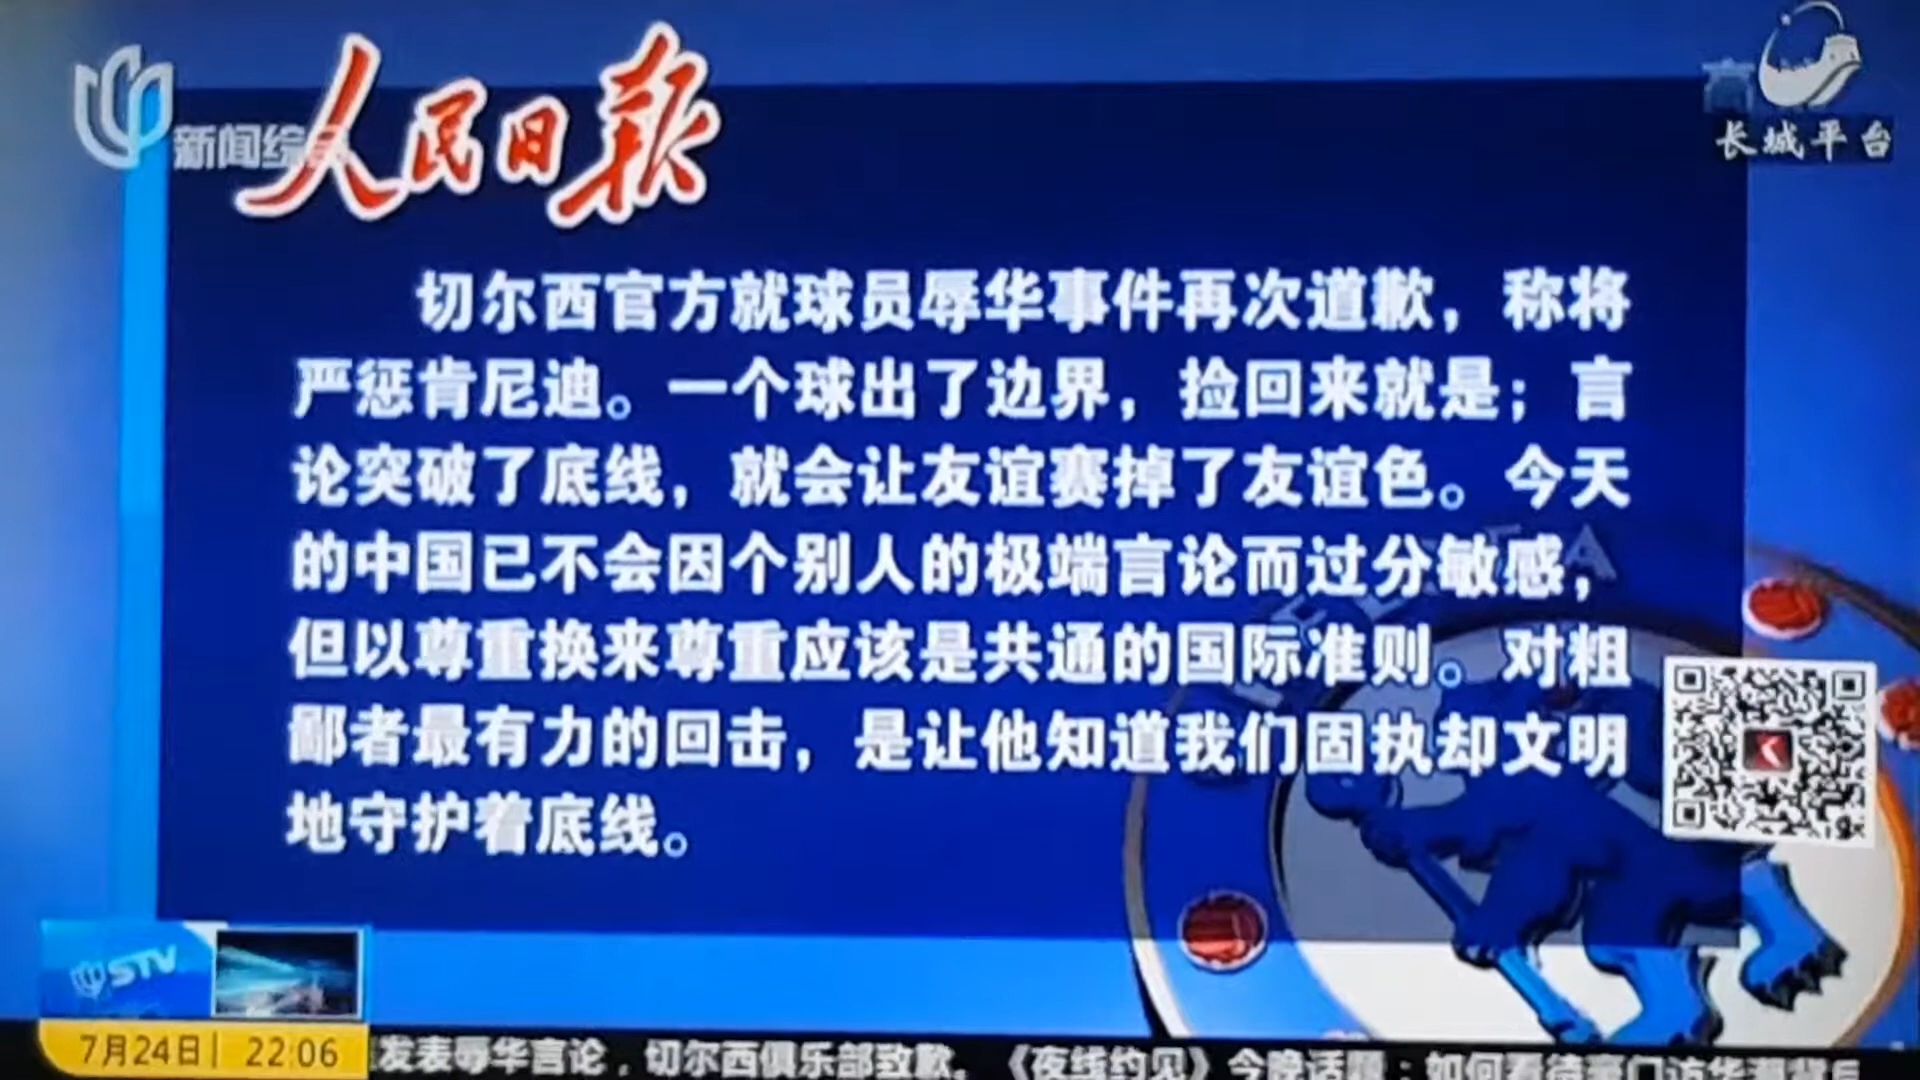 新闻综合
人民日报
长城平台
切尔西官方就球员辱华事件再次道歉，称将
严惩肯尼迪。一个球出了边界，捡回来就是；言
论突破了底线，就会让友谊赛掉了友谊色。今天
的中国已不会因个别人的极端言论而过分敏感，
但以尊重换来尊重应该是共通的国际准则。对粗
鄙者最有力的回击，是让他知道我们固执却文明
地守护着底线。
STV
7月24日 22:06
发表辱华言论，切尔西俱乐部致歉。《夜线约见》今晚话题：如何看待豪门访华潮背后